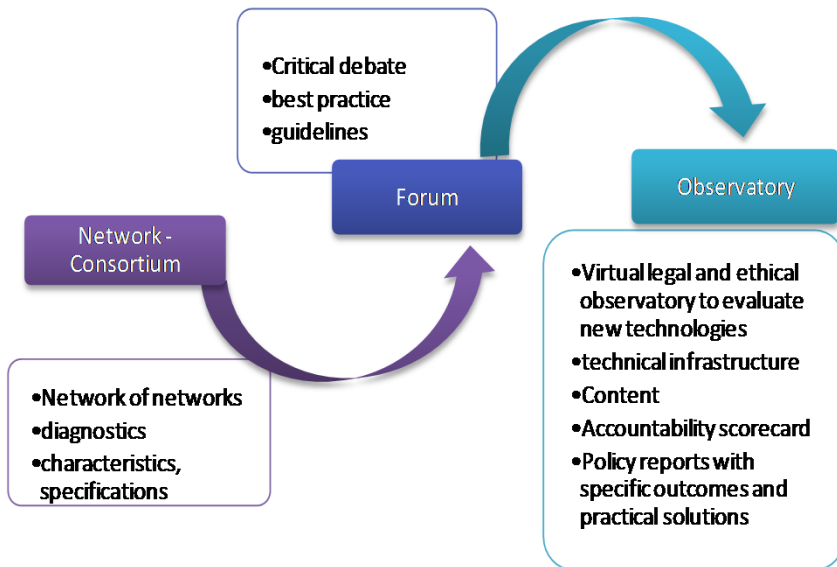 Network -
Consortium
•Network of networks
•diagnostics
•characteristics,
specifications
•Critical debate
•best practice
•guidelines
Forum
Observatory
•Virtual legal and ethical
observatory to evaluate
new technologies
•technical infrastructure
•Content
•Accountability scorecard
•Policy reports with
specific outcomes and
practical solutions